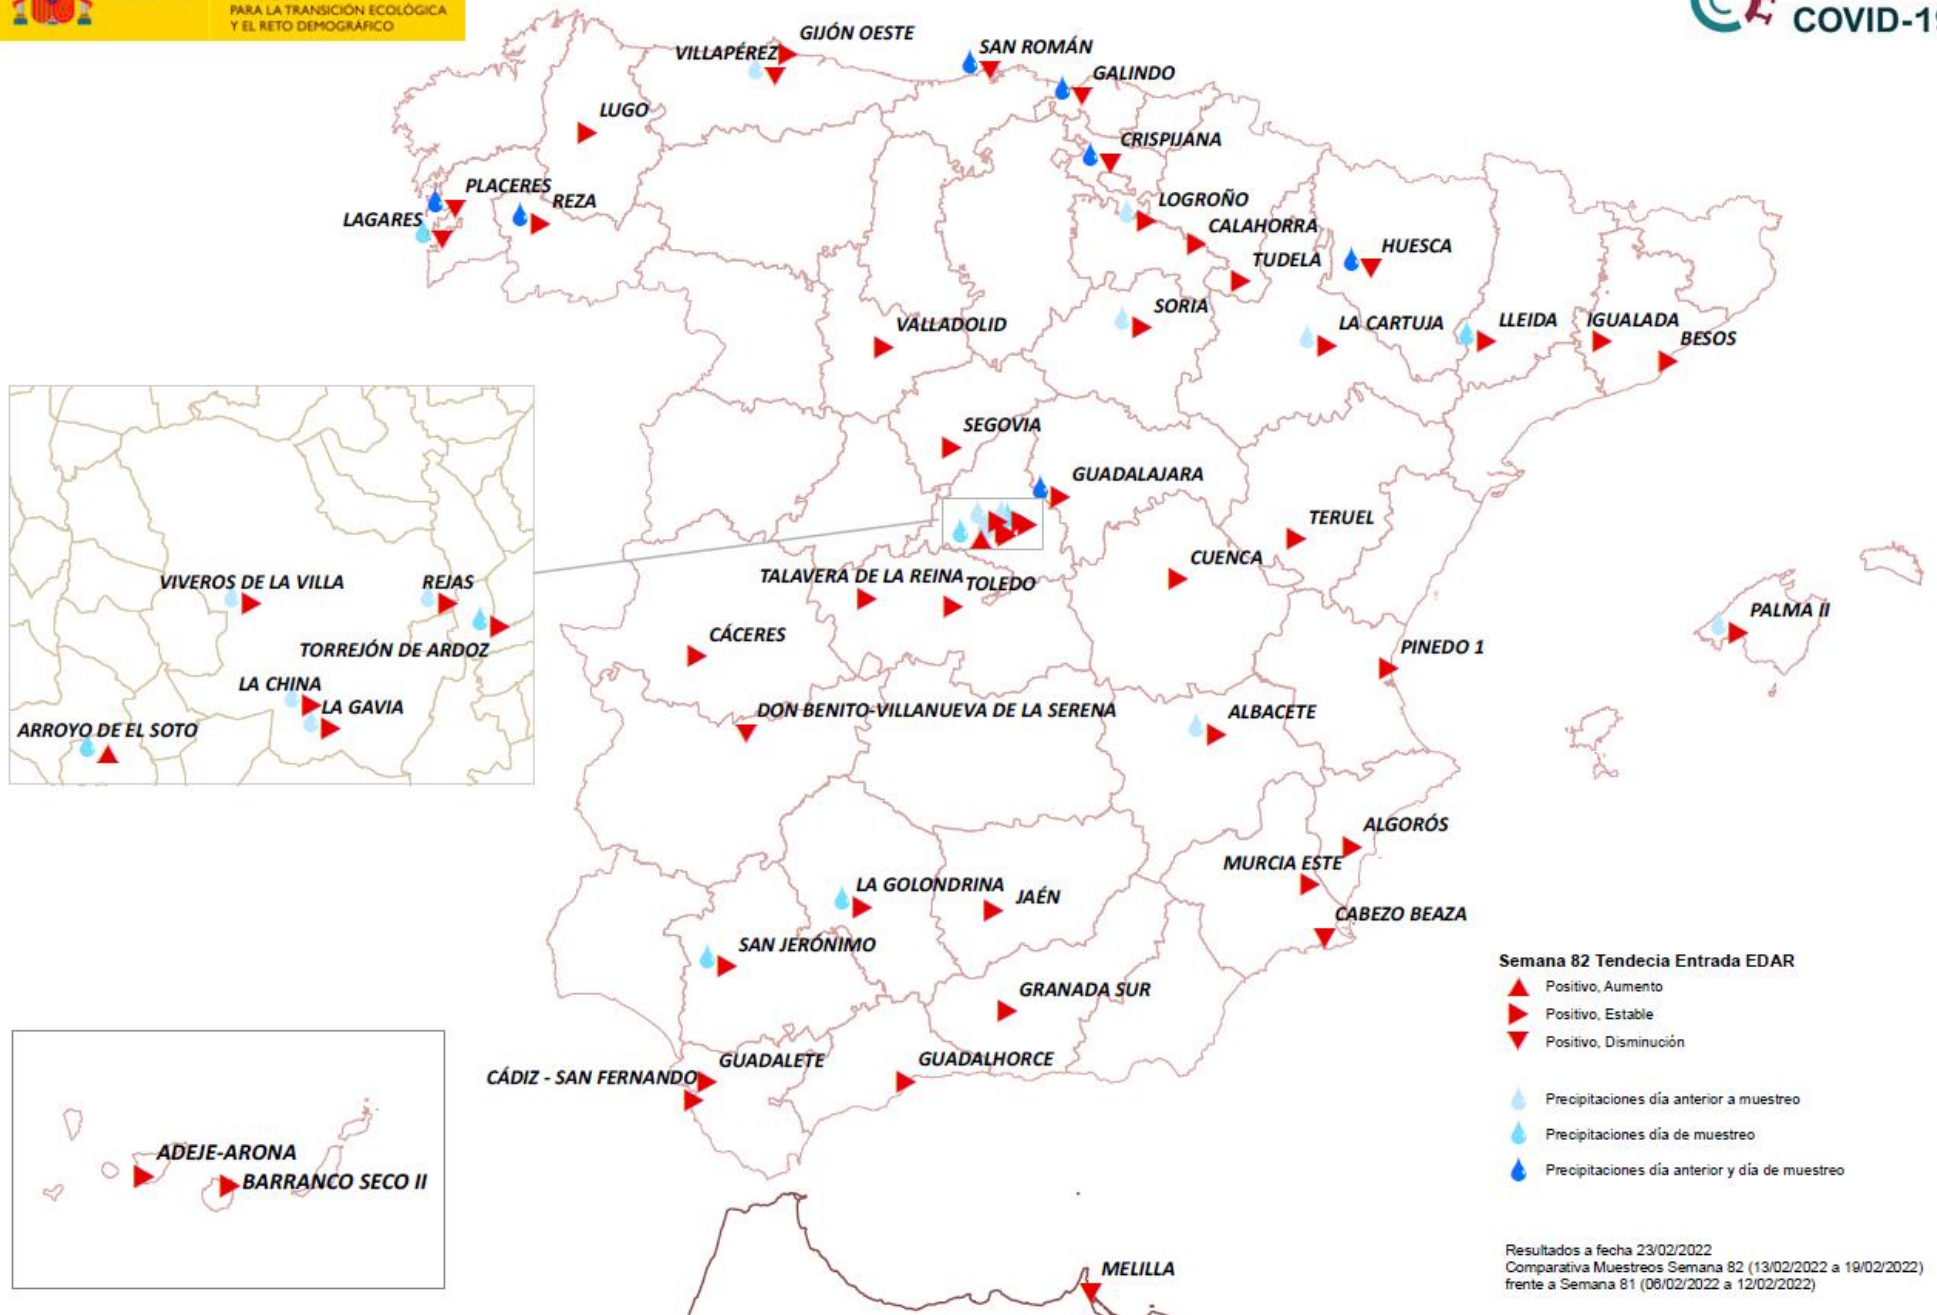 PARA LA TRANSICIÓN ECOLÓGICA
Y EL RETO DEMOGRÁFICO
COVID-19
GIJÓN OESTE
VILLAPÉREZ
SAN ROMÁN
GALINDO
LUGO
CRISPIJANA
PLACERES
REZA
LAGARES
LOGROÑO
CALAHORRA
TUDELA
HUESCA
SORIA
VALLADOLID
LA CARTUJA
LLEIDA
IGUALADA
BESOS
SEGOVIA
GUADALAJARA
TERUEL
CUENCA
TALAVERA DE LA REINA
TOLEDO
VIVEROS DE LA VILLA
REJAS
TORREJÓN DE ARDOZ
LA CHINA
LA GAVIA
ARROYO DE EL SOTO
CÁCERES
PALMA II
PINEDO 1
DON BENITO-VILLANUEVA DE LA SERENA
ALBACETE
ALGORÓS
MURCIA ESTE
LA GOLONDRINA
JAÉN
CABEZO BEAZA
SAN JERÓNIMO
GRANADA SUR
GUADALETE
GUADALHORCE
CÁDIZ - SAN FERNANDO
ADEJE-ARONA
BARRANCO SECO II
MELILLA
Semana 82 Tendecia Entrada EDAR
Positivo, Aumento
Positivo, Estable
Positivo, Disminución
Precipitaciones día anterior a muestreo
Precipitaciones día de muestreo
Precipitaciones día anterior y día de muestreo
Resultados a fecha 23/02/2022
Comparativa Muestreos Semana 82 (13/02/2022 a 19/02/2022)
frente a Semana 81 (06/02/2022 a 12/02/2022)